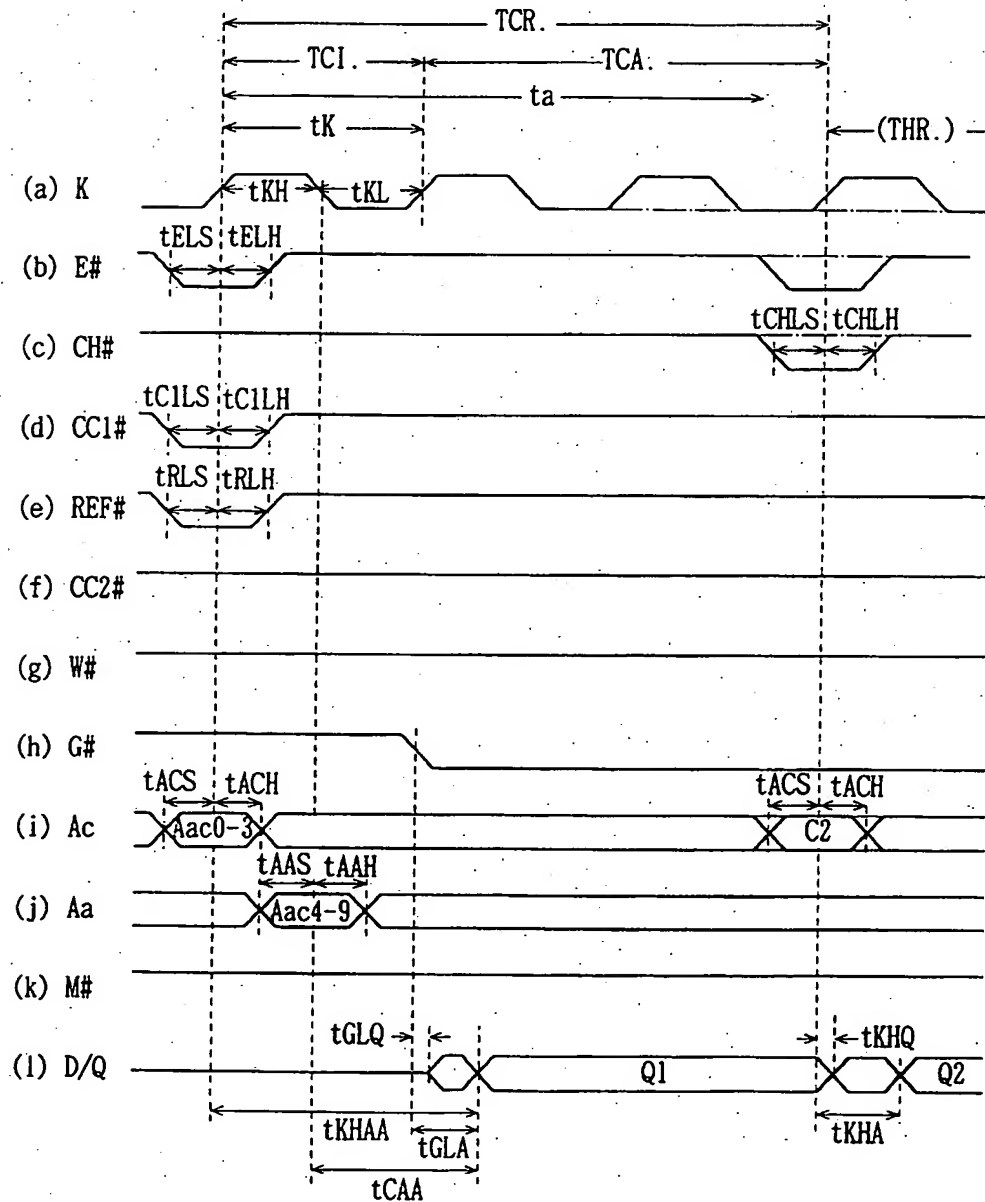 TCR.
TCI. TCA.
ta
tK (THR.)
(a) K tKH tKL
(b) E# tELS tELH
(c) CH# tCHLS tCHLH
(d) CC1# tC1LS tC1LH
(e) REF# tRLS tRLH
(f) CC2#
(g) W#
(h) G#
tACS tACH tACS tACH
(i) Ac Aac0-3 C2
tAAS tAAH
(j) Aa Aac4-9
(k) M#
tGLQ tKHQ
(l) D/Q Q1 Q2
tKHAA tGLA tKHA
tCAA